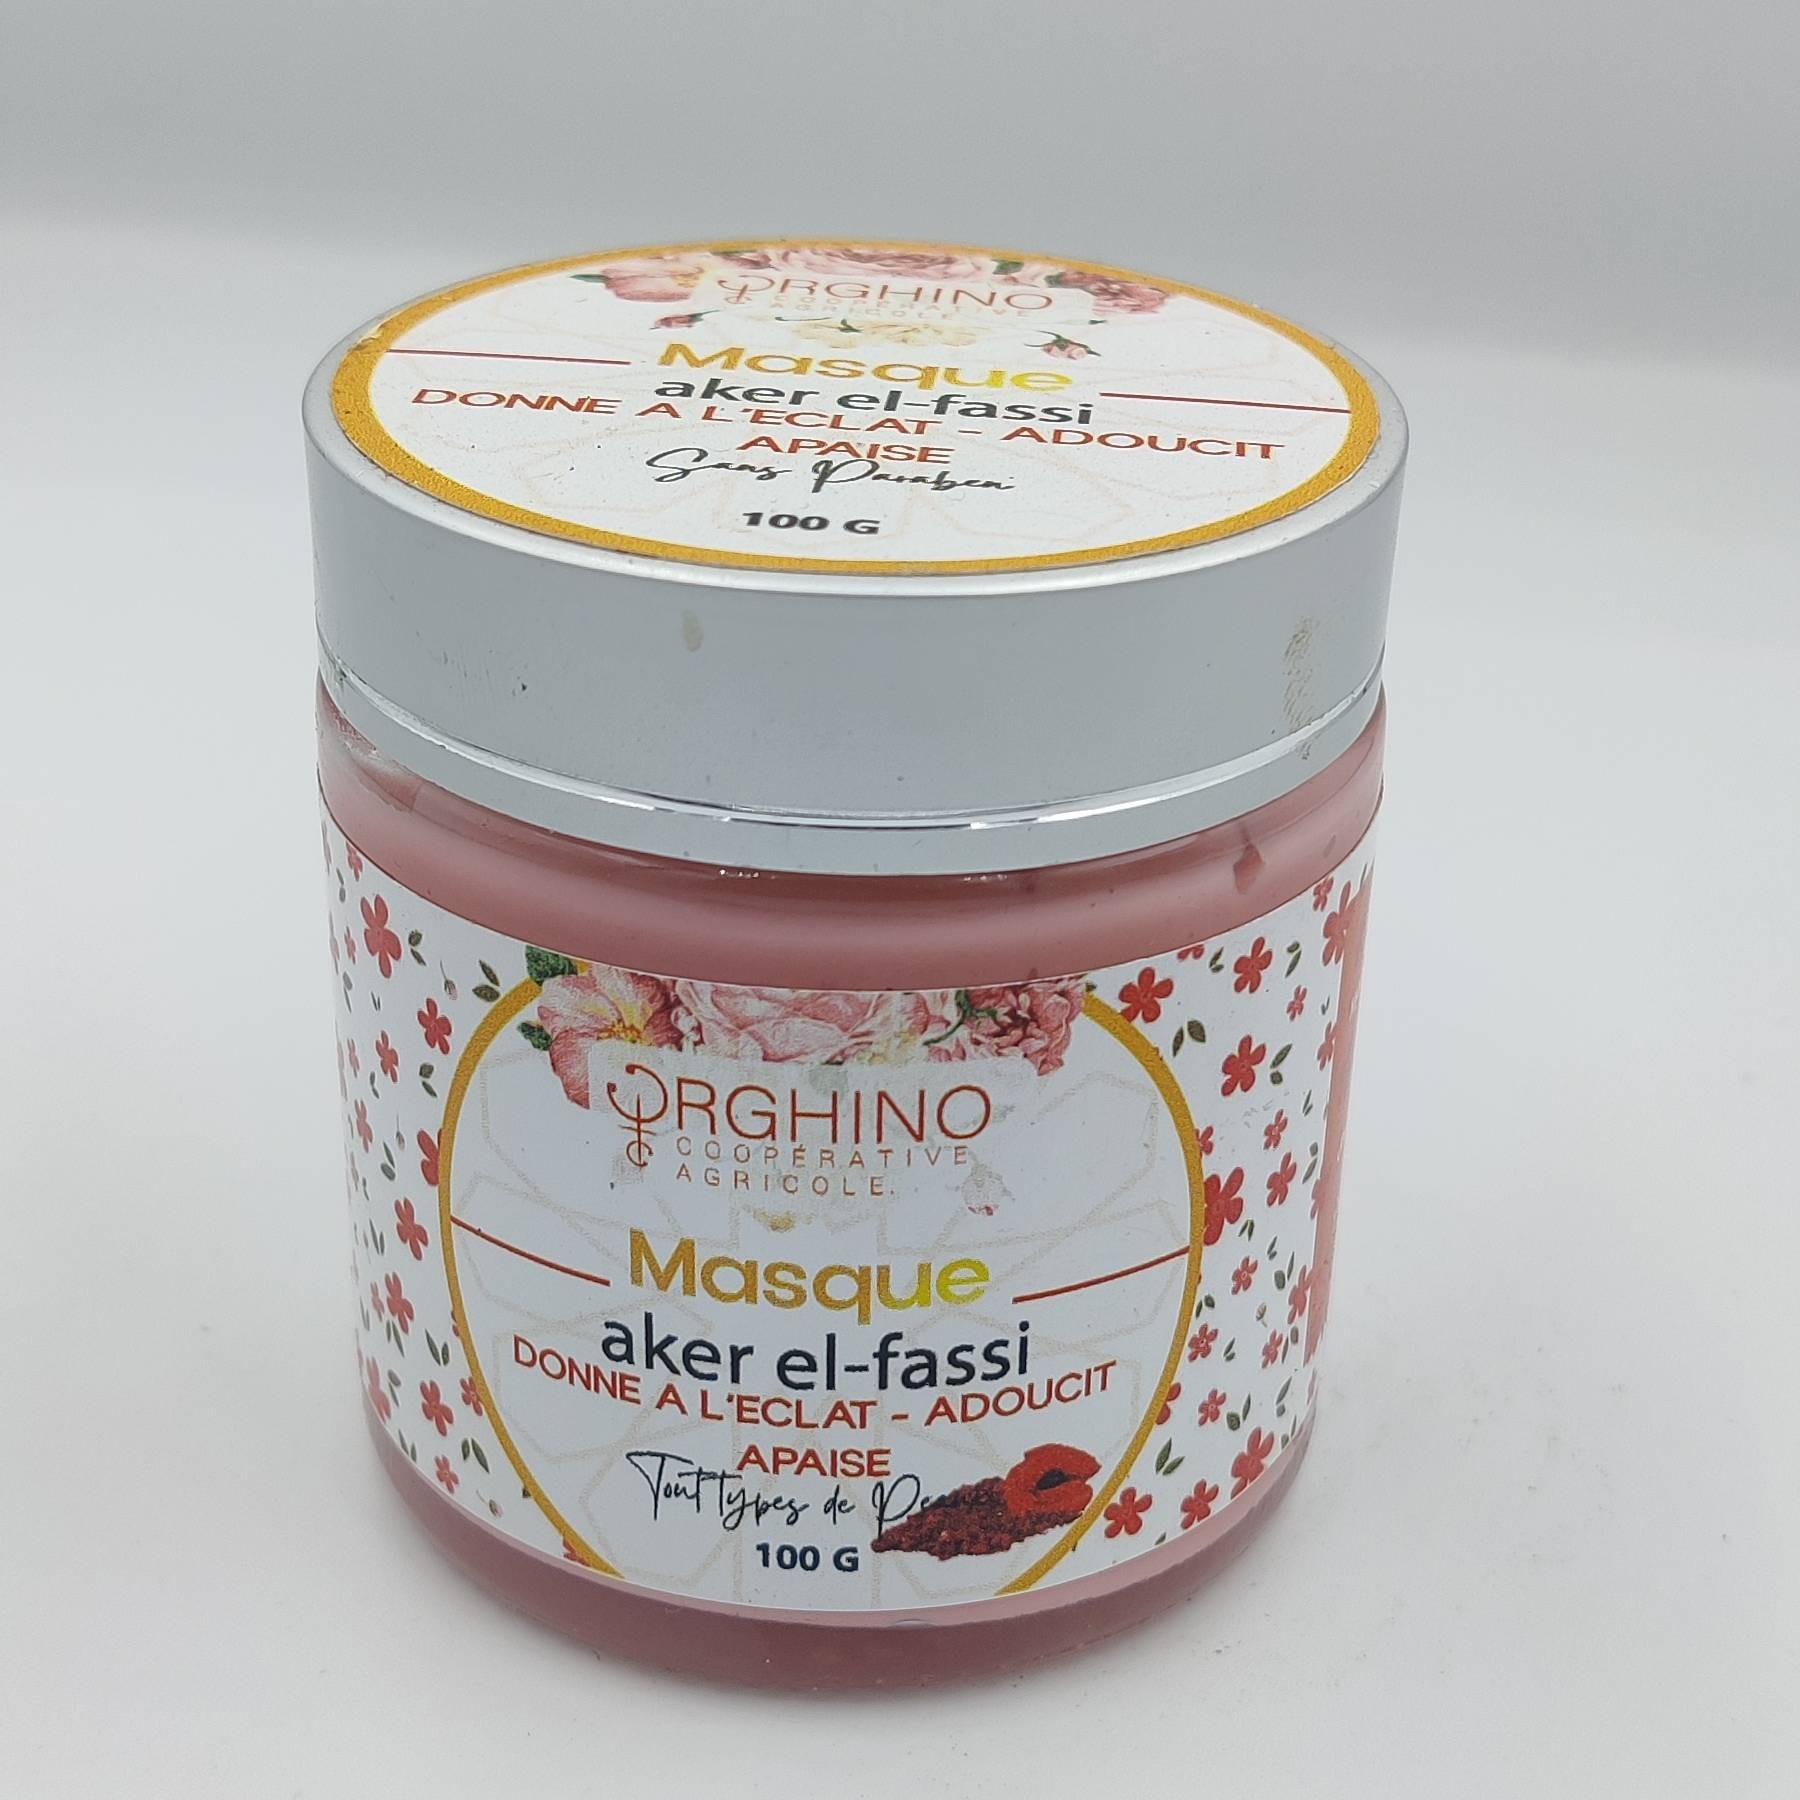 ORGHINO
COOPÉRATIVE
AGRICOLE
Masque
aker el-fassi
DONNE A L'ECLAT - ADOUCIT
APAISE
Sans Paraben
100 G
ORGHINO
COOPÉRATIVE
AGRICOLE
Masque
aker el-fassi
DONNE A L'ECLAT - ADOUCIT
APAISE
Tout types de
100 G